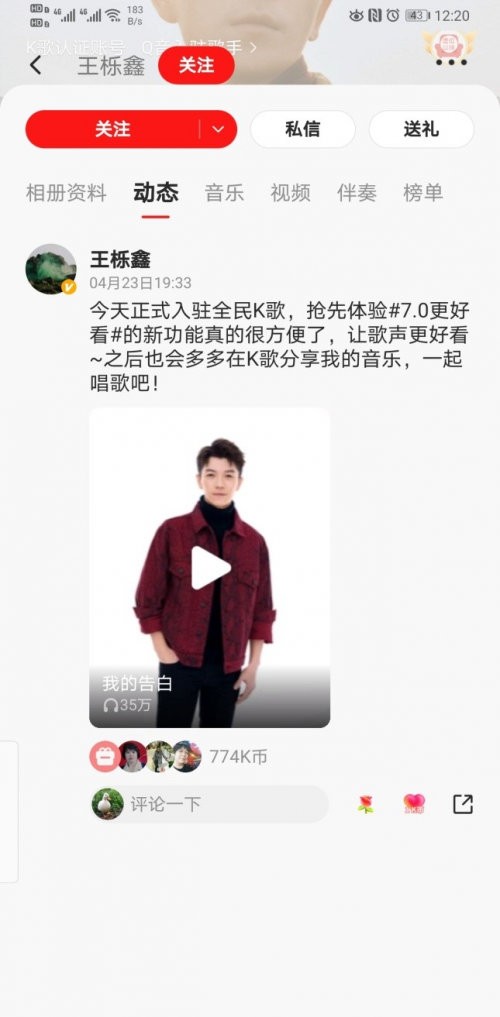 HD 4G 4G 183 B/s 43 12:20
K歌认证账号 Q音入驻歌手 >
王栎鑫 关注
关注 私信 送礼
相册资料 动态 音乐 视频 伴奏 榜单
王栎鑫
04月23日19:33
今天正式入驻全民K歌，抢先体验#7.0更好
看#的新功能真的很方便了，让歌声更好看
~之后也会多多在K歌分享我的音乐，一起
唱歌吧！
我的告白
35万
774K币
评论一下